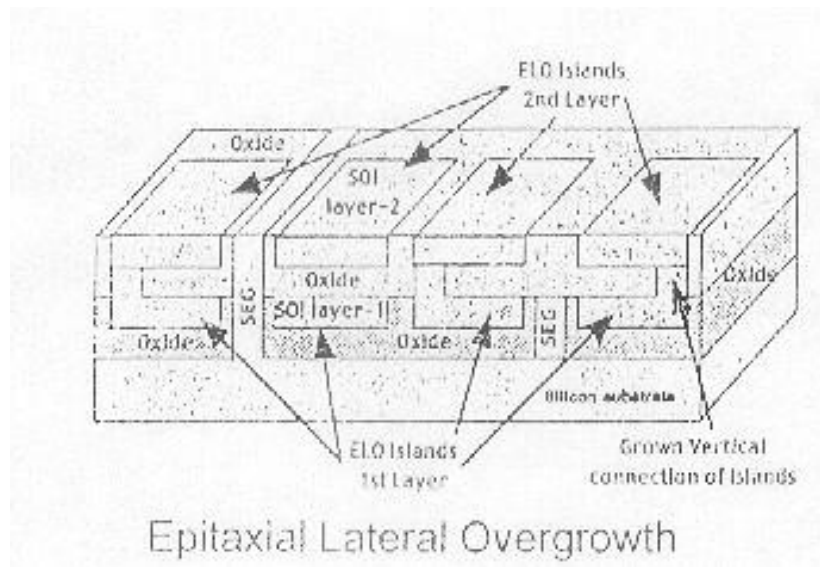 ELO Islands
2nd Layer
Oxide
SOI
layer-2
Oxide
Oxide
SEG
SOI layer-1
SEG
Oxide
Oxide
Silicon substrate
ELO Islands
1st Layer
Grown Vertical
connection of Islands
Epitaxial Lateral Overgrowth